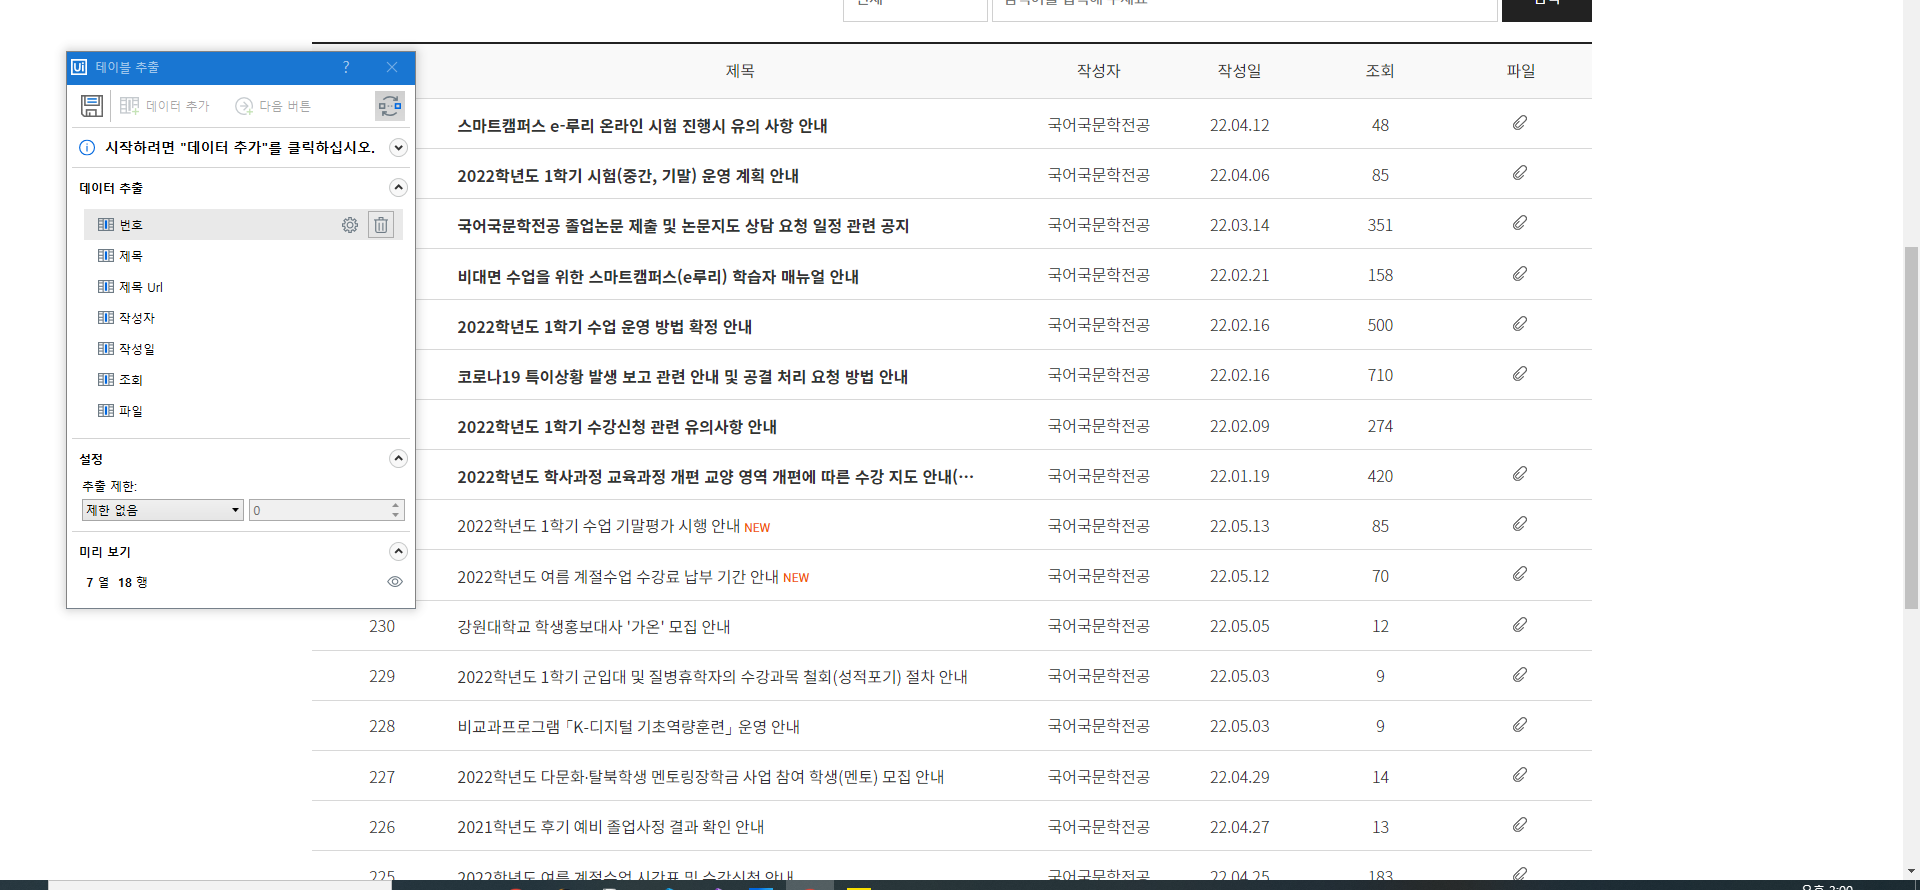 테이블 추출
?
데이터 추가
다음 버튼
시작하려면 "데이터 추가"를 클릭하십시오.
데이터 추출
번호
제목
제목 Url
작성자
작성일
조회
파일
설정
추출 제한:
제한 없음
0
미리 보기
7 열 18 행
제목 작성자 작성일 조회 파일
스마트캠퍼스 e-루리 온라인 시험 진행시 유의 사항 안내 국어국문학전공 22.04.12 48
2022학년도 1학기 시험(중간, 기말) 운영 계획 안내 국어국문학전공 22.04.06 85
국어국문학전공 졸업논문 제출 및 논문지도 상담 요청 일정 관련 공지 국어국문학전공 22.03.14 351
비대면 수업을 위한 스마트캠퍼스(e루리) 학습자 매뉴얼 안내 국어국문학전공 22.02.21 158
2022학년도 1학기 수업 운영 방법 확정 안내 국어국문학전공 22.02.16 500
코로나19 특이상황 발생 보고 관련 안내 및 공결 처리 요청 방법 안내 국어국문학전공 22.02.16 710
2022학년도 1학기 수강신청 관련 유의사항 안내 국어국문학전공 22.02.09 274
2022학년도 학사과정 교육과정 개편 교양 영역 개편에 따른 수강 지도 안내(… 국어국문학전공 22.01.19 420
2022학년도 1학기 수업 기말평가 시행 안내 NEW 국어국문학전공 22.05.13 85
2022학년도 여름 계절수업 수강료 납부 기간 안내 NEW 국어국문학전공 22.05.12 70
230 강원대학교 학생홍보대사 '가온' 모집 안내 국어국문학전공 22.05.05 12
229 2022학년도 1학기 군입대 및 질병휴학자의 수강과목 철회(성적포기) 절차 안내 국어국문학전공 22.05.03 9
228 비교과프로그램 「K-디지털 기초역량훈련」 운영 안내 국어국문학전공 22.05.03 9
227 2022학년도 다문화·탈북학생 멘토링장학금 사업 참여 학생(멘토) 모집 안내 국어국문학전공 22.04.29 14
226 2021학년도 후기 예비 졸업사정 결과 확인 안내 국어국문학전공 22.04.27 13
225 2022학년도 여름 계절수업 시간표 및 수강신청 안내 국어국문학전공 22.04.25 183